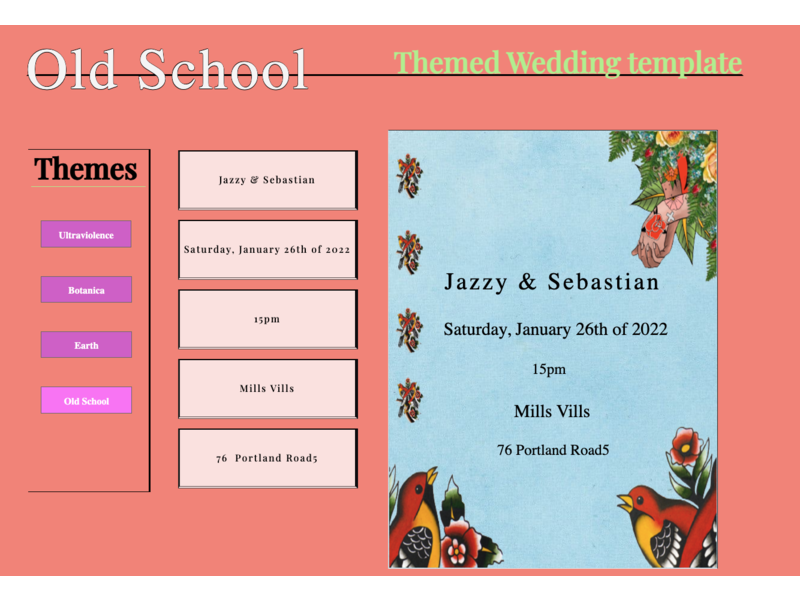 Old School
Themed Wedding template
Themes
Ultraviolence
Botanica
Earth
Old School
Jazzy & Sebastian
Saturday, January 26th of 2022
15pm
Mills Vills
76 Portland Road5
Jazzy & Sebastian
Saturday, January 26th of 2022
15pm
Mills Vills
76 Portland Road5